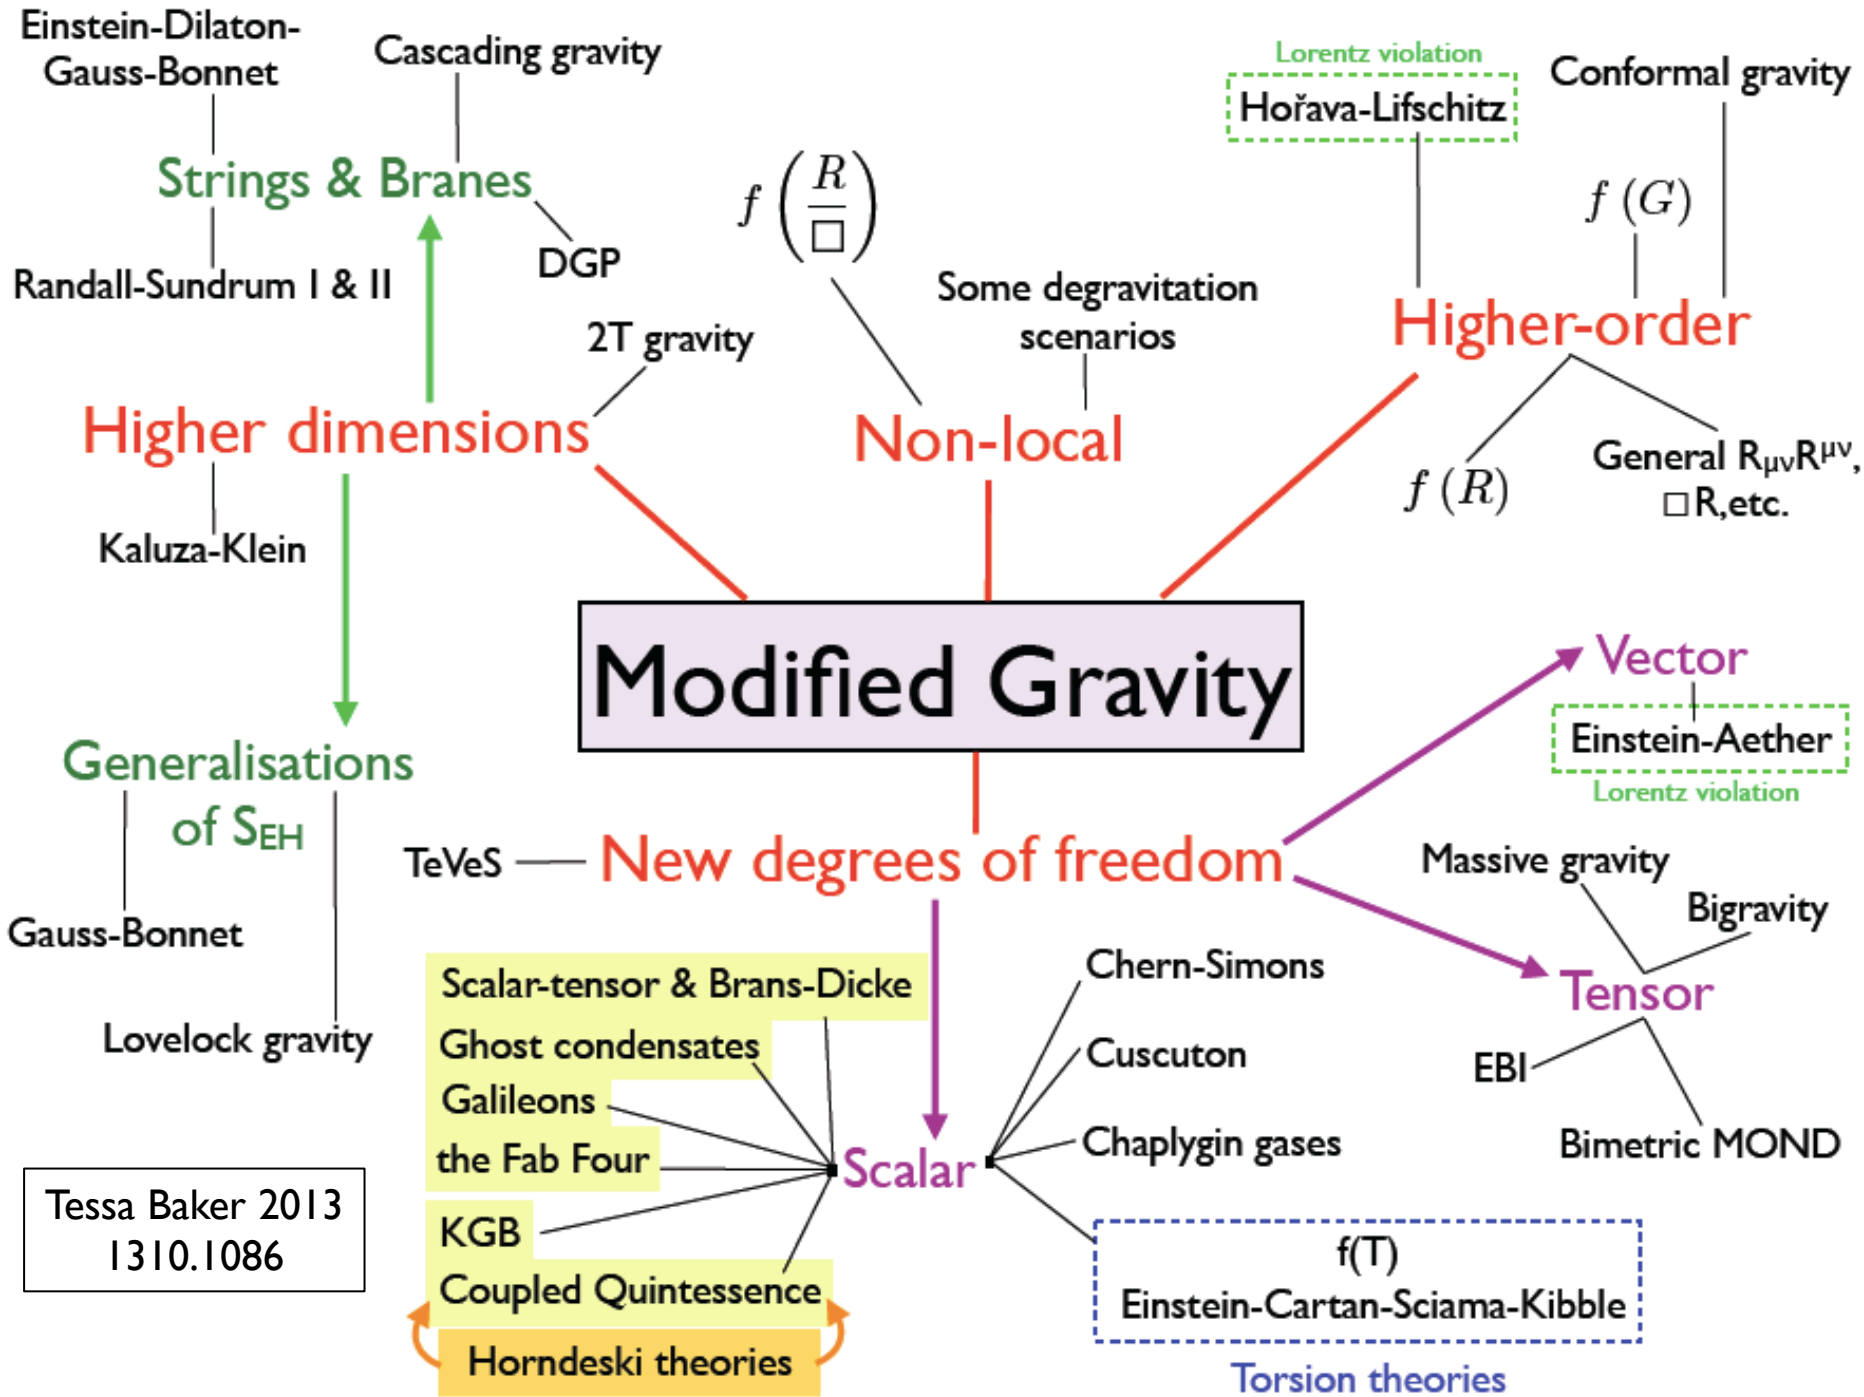 Einstein-Dilaton-
Gauss-Bonnet
Cascading gravity
Strings & Branes
Randall-Sundrum I & II
DGP
2T gravity
Higher dimensions
Kaluza-Klein
Generalisations
of S_EH
Gauss-Bonnet
Lovelock gravity
f (R/□)
Some degravitation
scenarios
Non-local
Lorentz violation
Hořava-Lifschitz
Conformal gravity
f (G)
Higher-order
f (R)
General RμνRᵘᵛ,
□R,etc.
Modified Gravity
Vector
Einstein-Aether
Lorentz violation
New degrees of freedom
TeVeS
Massive gravity
Bigravity
Tensor
EBI
Bimetric MOND
Scalar-tensor & Brans-Dicke
Ghost condensates
Galileons
the Fab Four
KGB
Coupled Quintessence
Horndeski theories
Scalar
Chern-Simons
Cuscuton
Chaplygin gases
f(T)
Einstein-Cartan-Sciama-Kibble
Torsion theories
Tessa Baker 2013
1310.1086